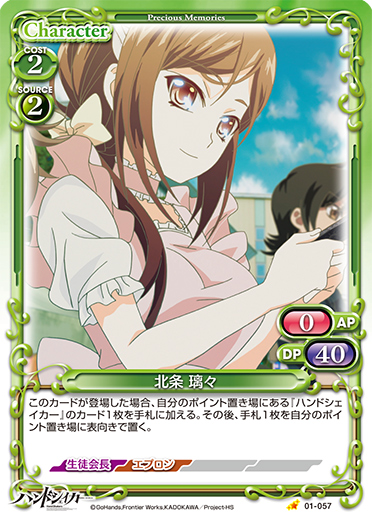 Precious Memories
Character
COST
2
SOURCE
2
0 AP
DP 40
北条 璃々
このカードが登場した場合、自分のポイント置き場にある『ハンドシェ
イカー』のカード1枚を手札に加える。その後、手札1枚を自分のポイ
ント置き場に表向きで置く。
生徒会長 エプロン
ハンドシェイカー
01-057
©GoHands,Frontier Works,KADOKAWA／Project-HS